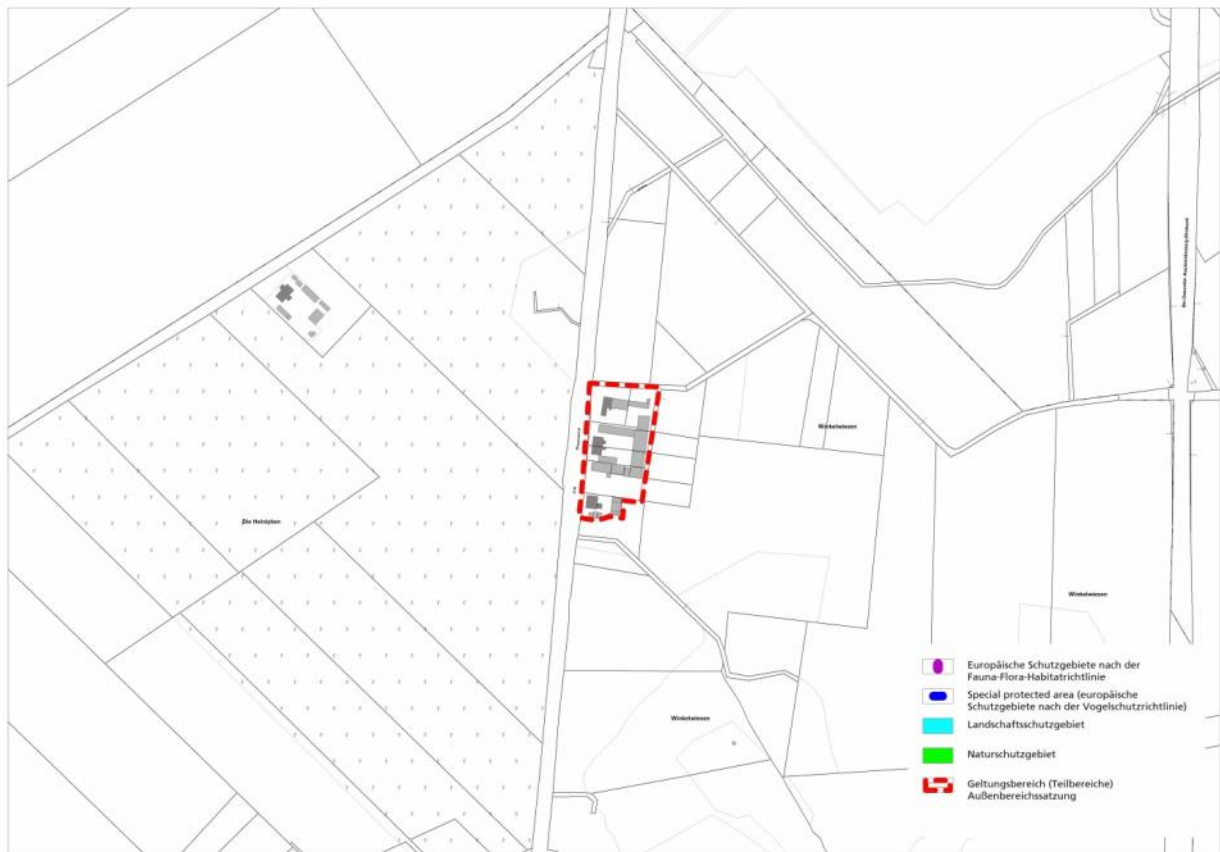 Winkelwiesen
Die Heinlpken
Winkelwiesen
Winkelwiesen
Europäische Schutzgebiete nach der
Fauna-Flora-Habitatrichtlinie
Special protected area (europäische
Schutzgebiete nach der Vogelschutzrichtlinie)
Landschaftsschutzgebiet
Naturschutzgebiet
Geltungsbereich (Teilbereiche)
Außenbereichssatzung